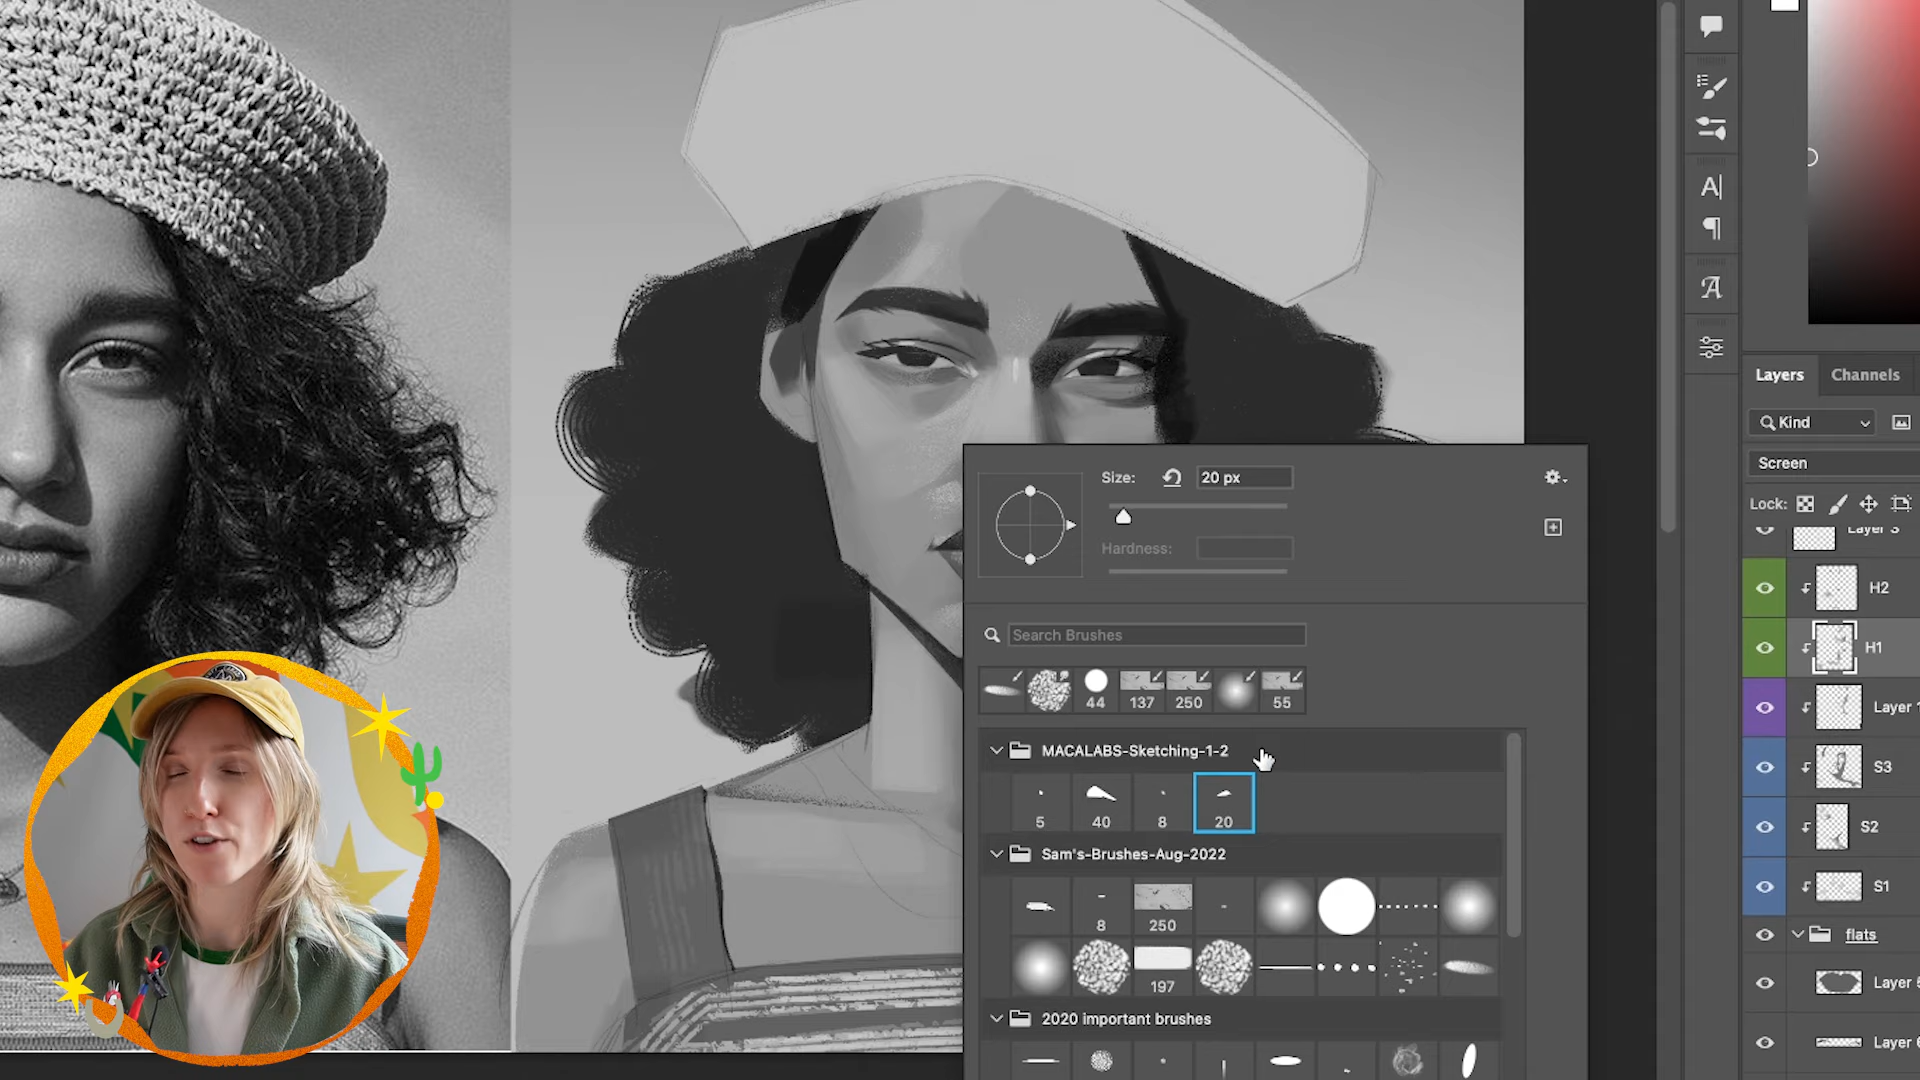 Layers Channels
Kind
Screen
Lock:
Layer 3
H2
H1
Layer
S3
S2
S1
flats
Layer
Layer
Size: 20 px
Hardness:
Search Brushes
44 137 250 55
MACALABS-Sketching-1-2
5 40 8 20
Sam's-Brushes-Aug-2022
8 250
197
2020 important brushes